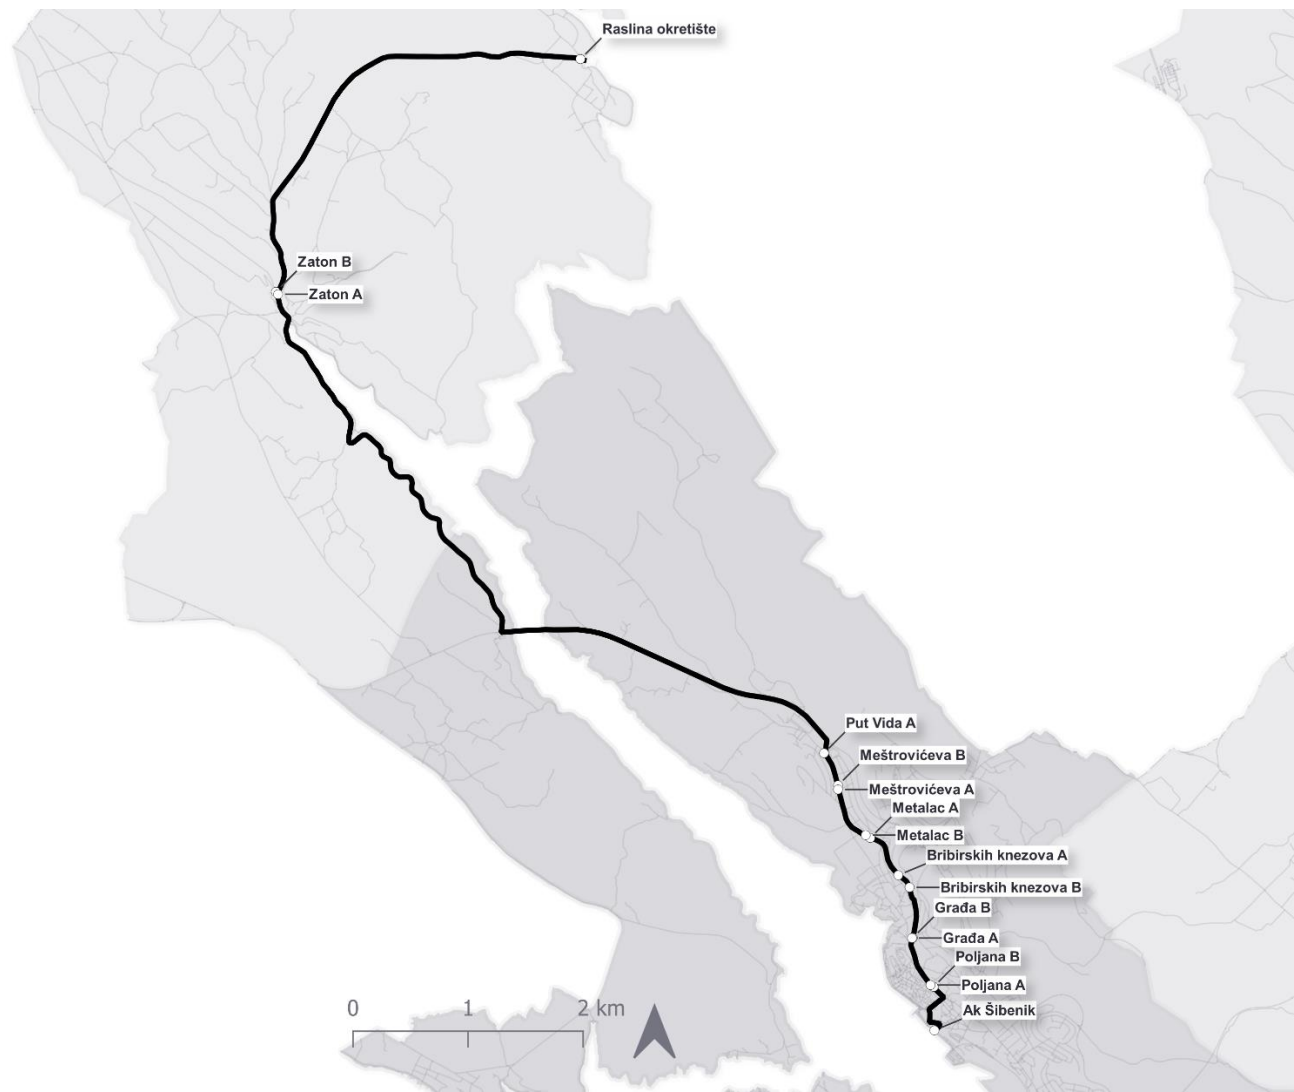 Raslina okretište
Zaton B
Zaton A
Put Vida A
Meštrovićeva B
Meštrovićeva A
Metalac A
Metalac B
Bribirskih knezova A
Bribirskih knezova B
Građa B
Građa A
Poljana B
Poljana A
Ak Šibenik
0 1 2 km